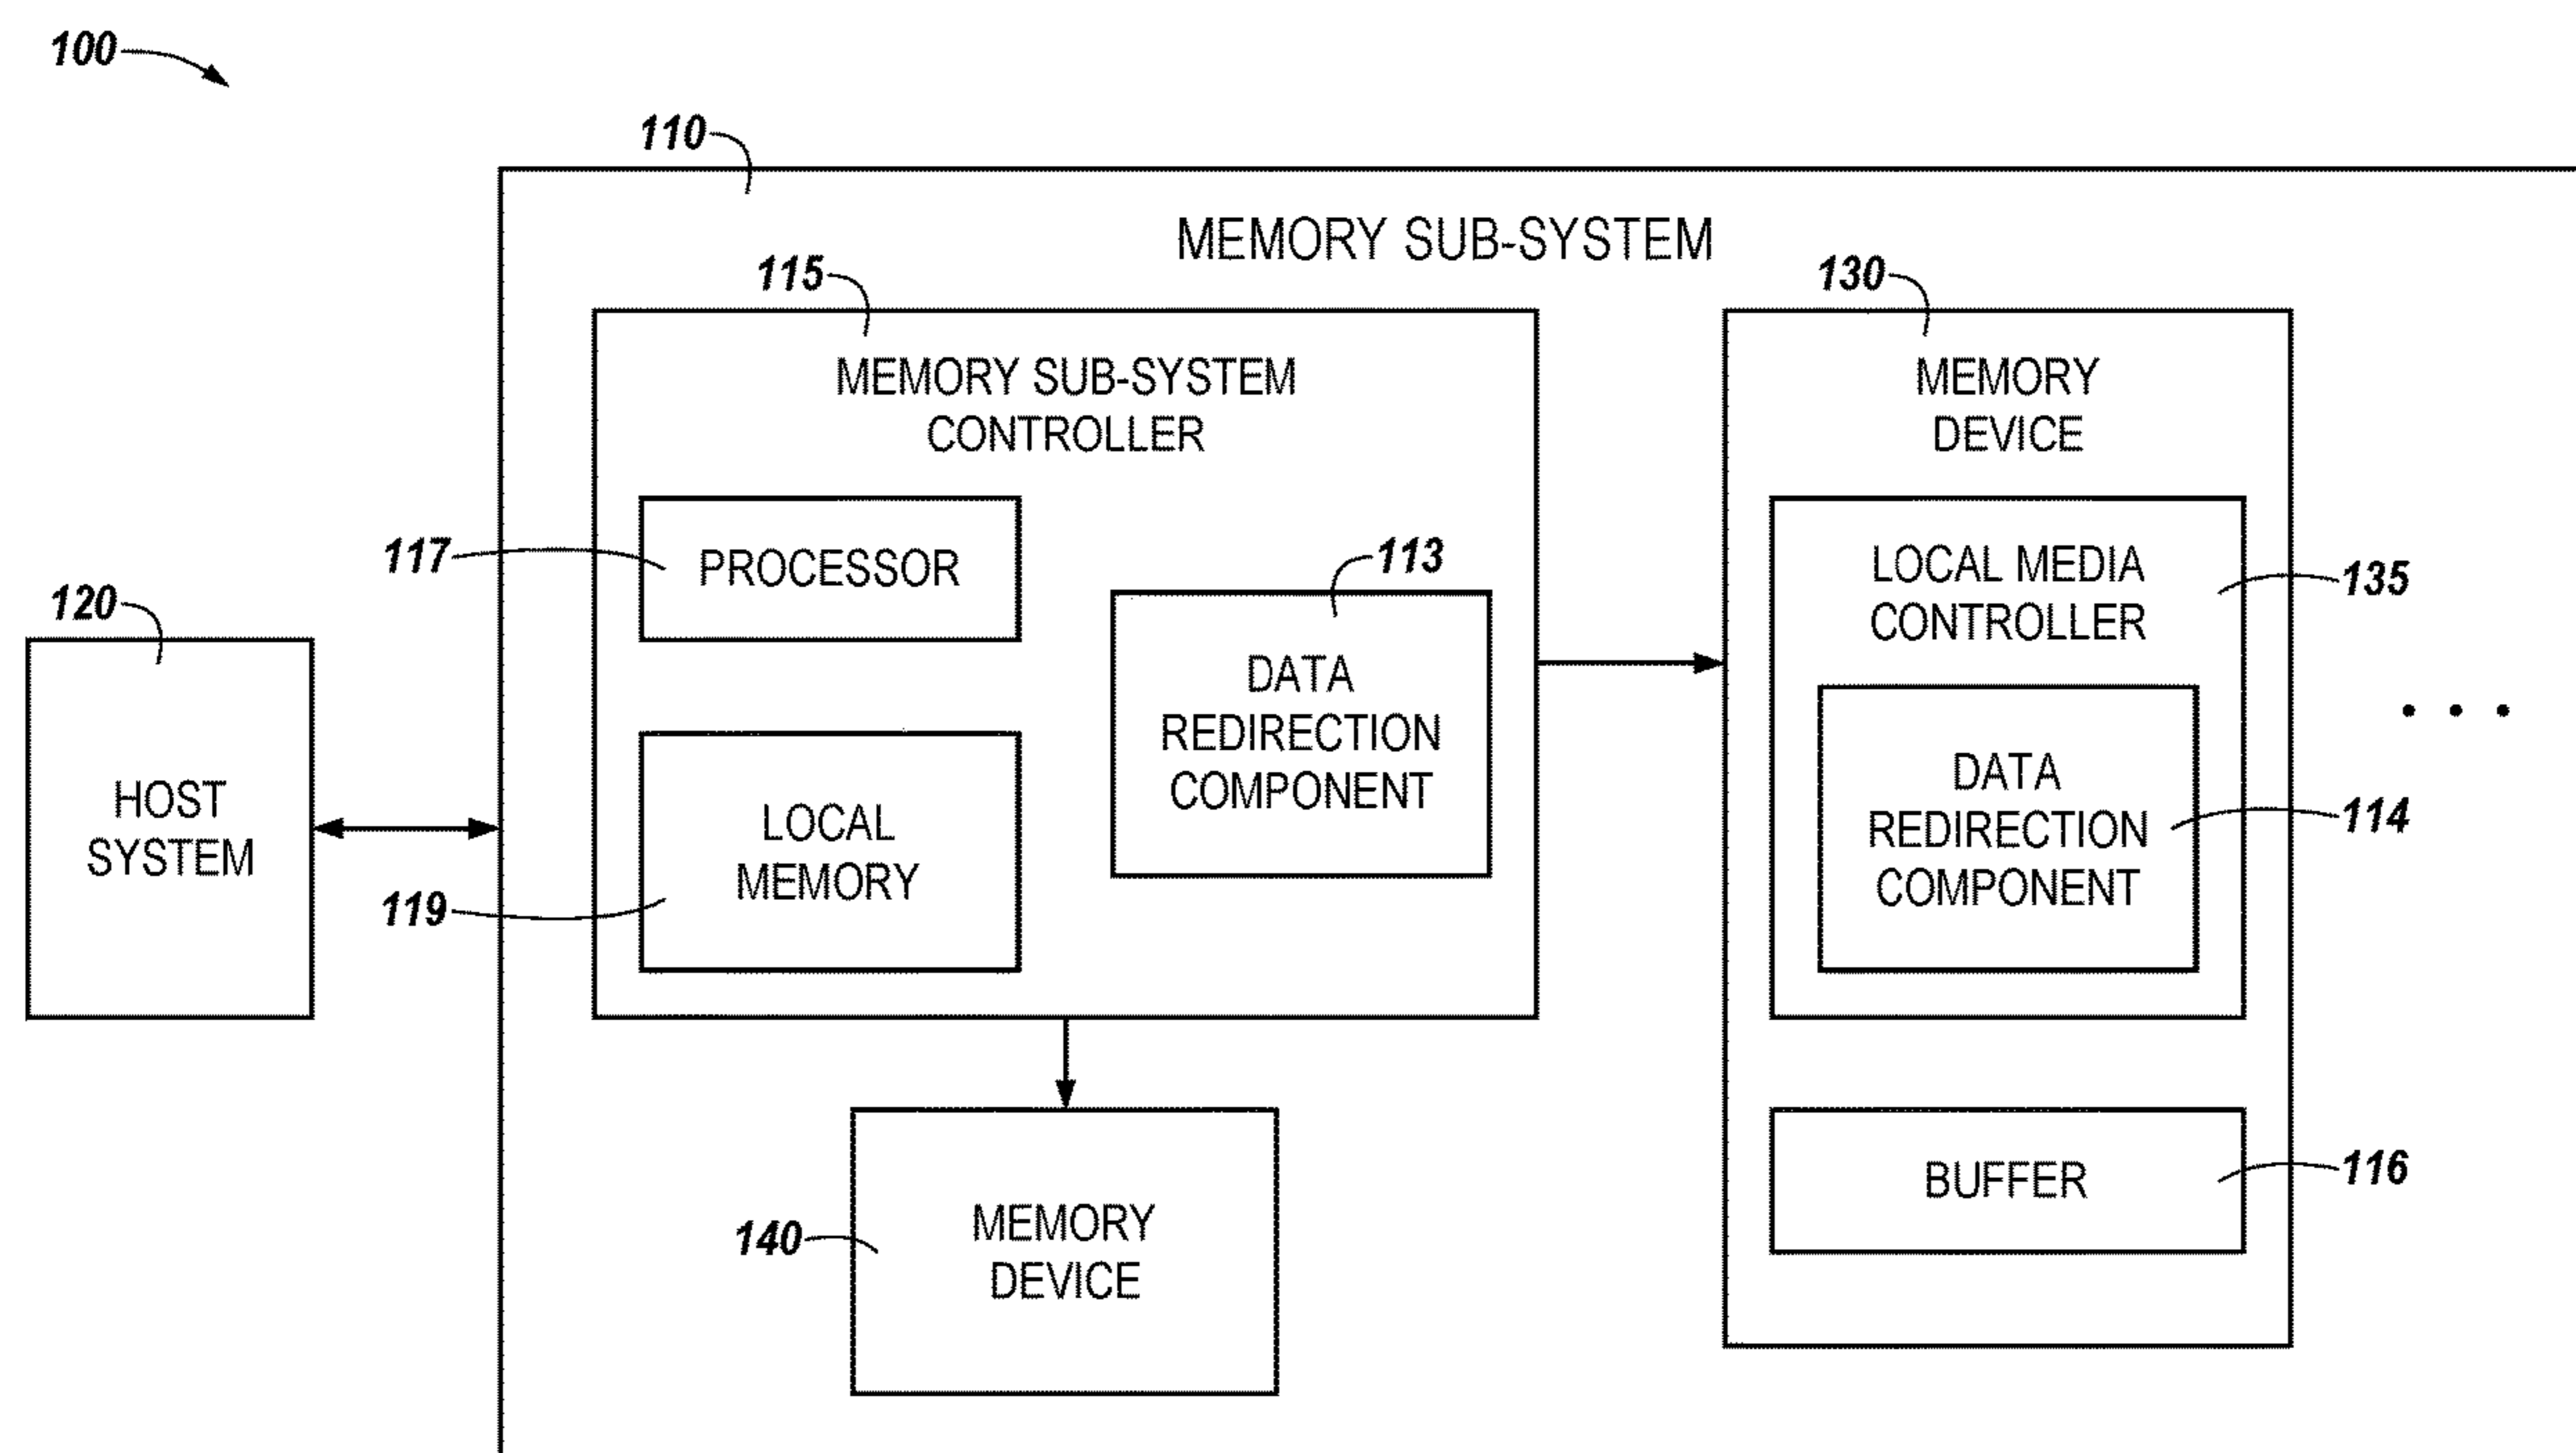 100
110
MEMORY SUB-SYSTEM
115
130
MEMORY SUB-SYSTEM
CONTROLLER
MEMORY
DEVICE
117
PROCESSOR
113
LOCAL MEDIA
CONTROLLER
135
120
HOST
SYSTEM
DATA
REDIRECTION
COMPONENT
DATA
REDIRECTION
COMPONENT
114
LOCAL
MEMORY
119
140
MEMORY
DEVICE
BUFFER
116